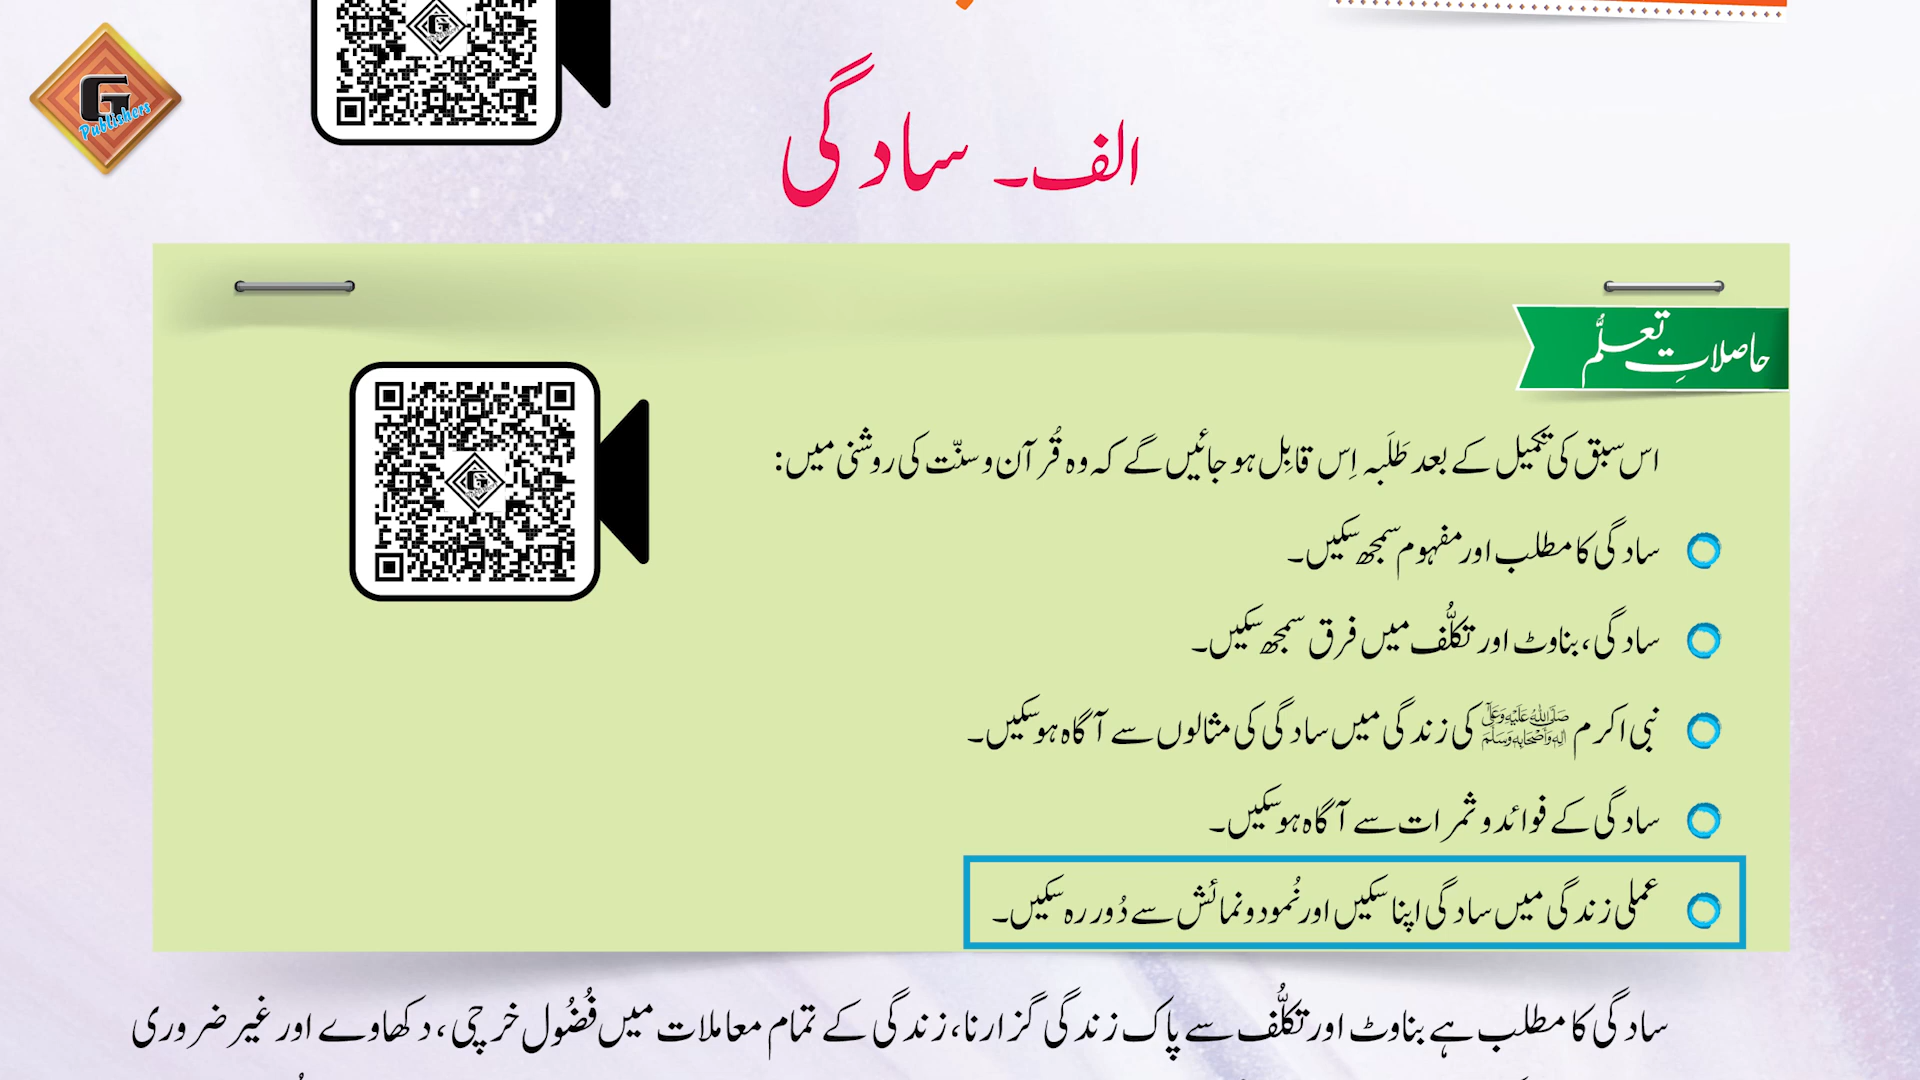 G
Publishers
الف۔ سادگی
حاصلاتِ تعلُّم
اس سبق کی تکمیل کے بعد طَلَبہ اِس قابِل ہو جائیں گے کہ وہ قُرآن و سنّت کی روشنی میں:
سادگی کا مطلب اور مفہوم سمجھ سکیں۔
سادگی، بناوٹ اور تکلُّف میں فرق سمجھ سکیں۔
نبی اکرم صَلَّى اللهُ عَلَيْهِ وَعَلٰى اٰلِهٖ وَأَصْحَابِهٖ وَسَلَّمَ کی زندگی میں سادگی کی مثالوں سے آگاہ ہو سکیں۔
سادگی کے فوائد و ثمرات سے آگاہ ہو سکیں۔
عملی زندگی میں سادگی اپنا سکیں اور نُمود و نمائش سے دُور رہ سکیں۔
سادگی کا مطلب ہے بناوٹ اور تکلُّف سے پاک زندگی گزارنا، زندگی کے تمام معاملات میں فُضُول خرچی، دکھاوے اور غیر ضروری